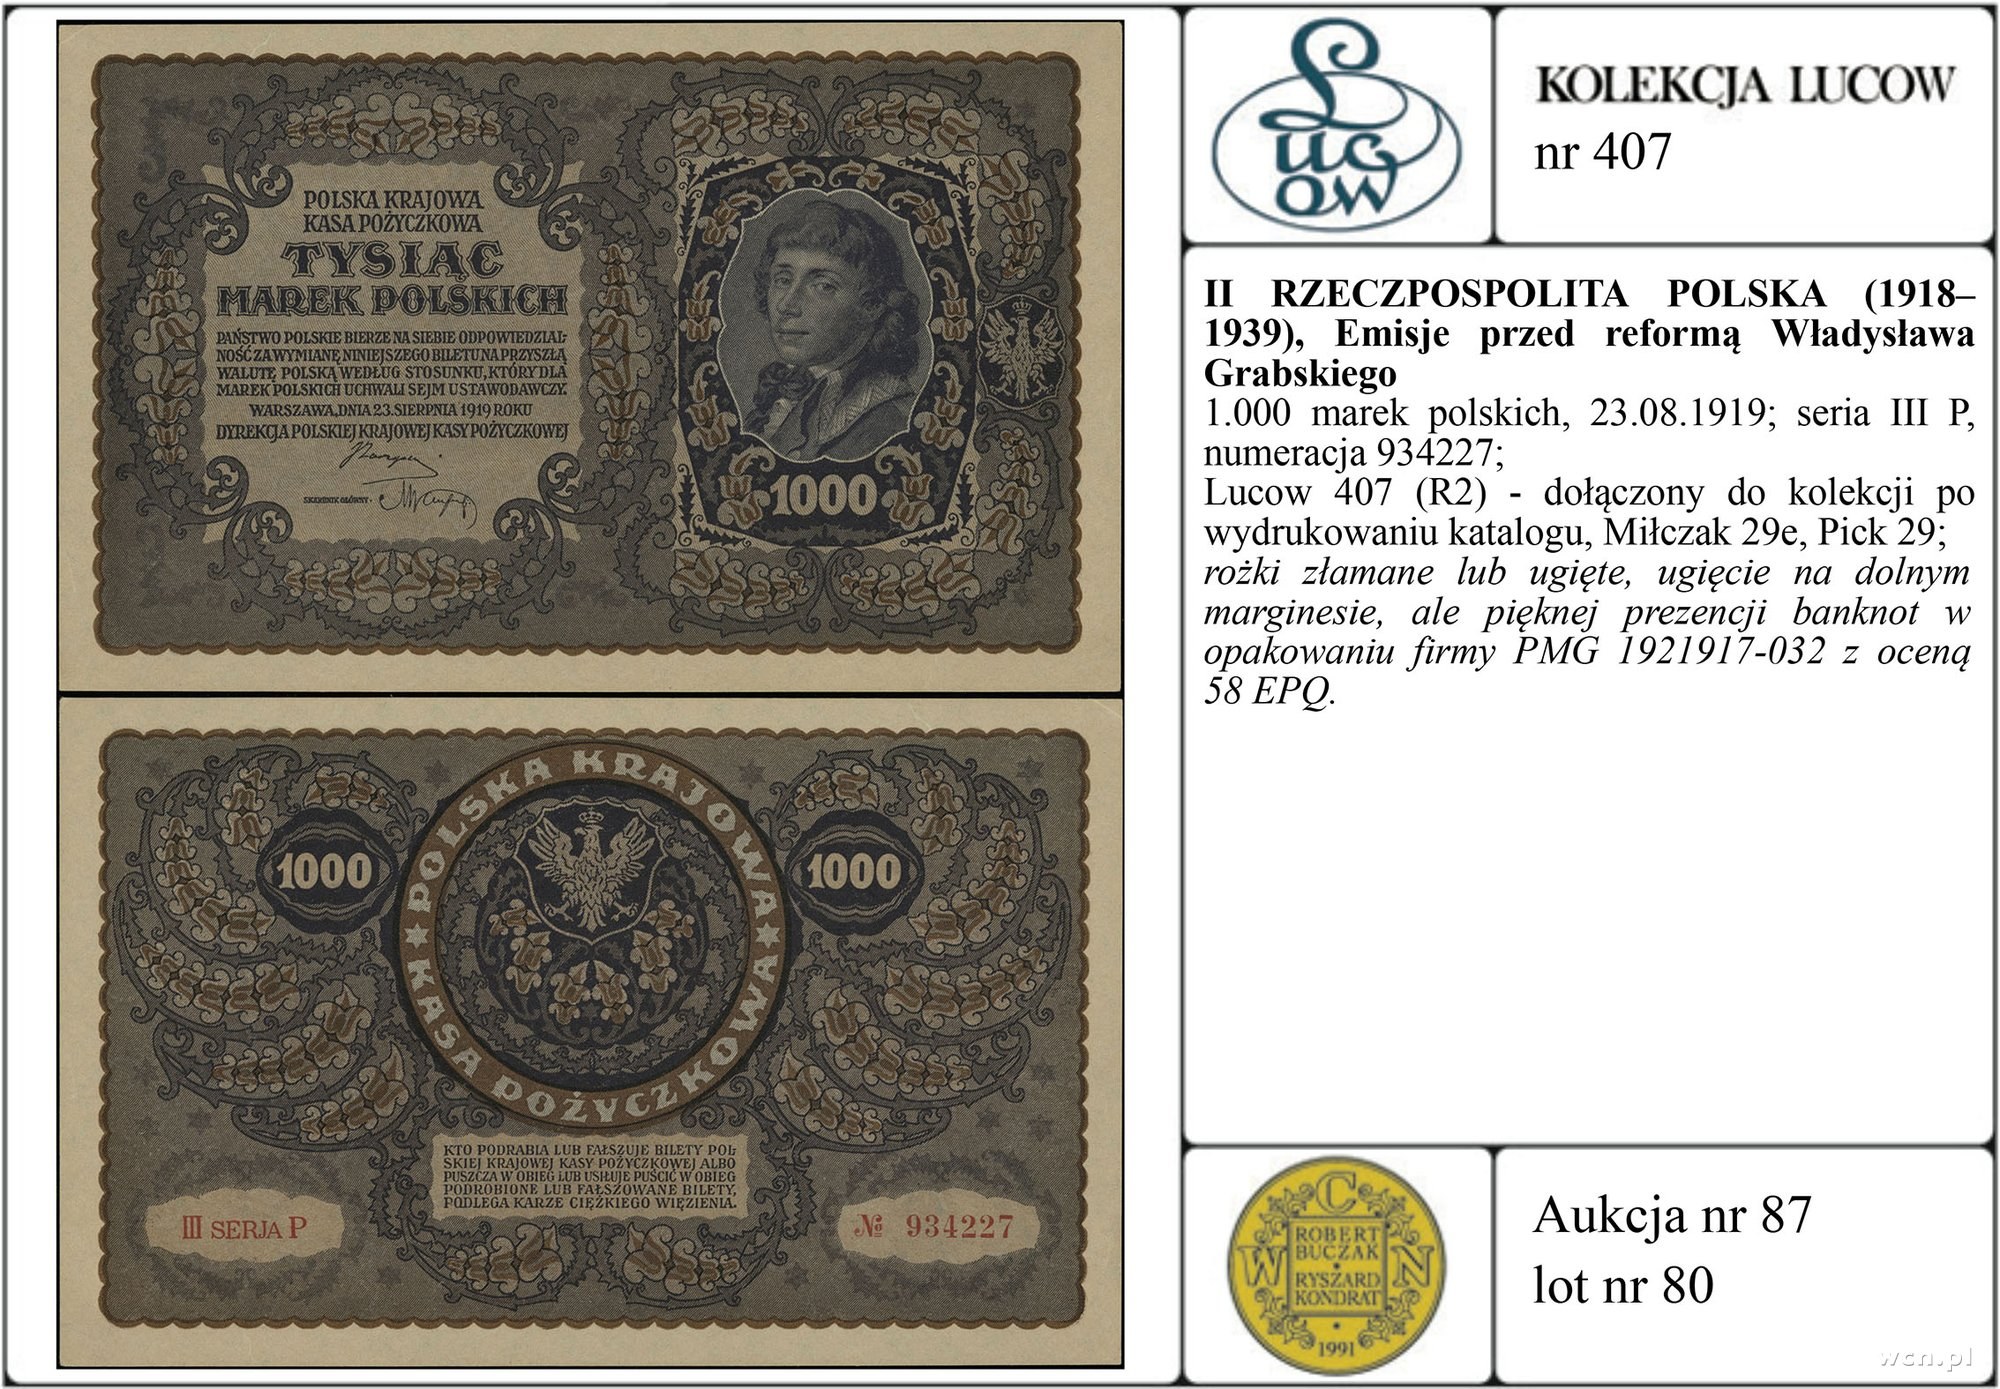 POLSKA KRAJOWA
KASA POŻYCZKOWA
TYSIĄC
MAREK POLSKICH
PAŃSTWO POLSKIE BIERZE NA SIEBIE ODPOWIEDZIAL
NOŚĆ ZA WYMIANĘ NINIEJSZEGO BILETU NA PRZYSZŁĄ
WALUTĘ POLSKĄ WEDŁUG STOSUNKU, KTÓRY DLA
MAREK POLSKICH UCHWALI SEJM USTAWODAWCZY.
WARSZAWA, DNIA 23. SIERPNIA 1919 ROKU
DYREKCJA POLSKIEJ KRAJOWEJ KASY POŻYCZKOWEJ
SKARBNIK GŁÓWNY:
1000
POLSKA KRAJOWA
KASA POŻYCZKOWA
1000
1000
KTO PODRABIA LUB FAŁSZUJE BILETY POL
SKIEJ KRAJOWEJ KASY POŻYCZKOWEJ ALBO
PUSZCZA W OBIEG LUB USIŁUJE PUŚCIĆ W OBIEG
PODROBIONE LUB FAŁSZOWANE BILETY,
PODLEGA KARZE CIĘŻKIEGO WIĘZIENIA.
III SERJA P
№ 934227
Lucow
KOLEKCJA LUCOW
nr 407
II RZECZPOSPOLITA POLSKA (1918–
1939), Emisje przed reformą Władysława
Grabskiego
1.000 marek polskich, 23.08.1919; seria III P,
numeracja 934227;
Lucow 407 (R2) - dołączony do kolekcji po
wydrukowaniu katalogu, Miłczak 29e, Pick 29;
rożki złamane lub ugięte, ugięcie na dolnym
marginesie, ale pięknej prezencji banknot w
opakowaniu firmy PMG 1921917-032 z oceną
58 EPQ.
C
W
N
ROBERT
BUCZAK
RYSZARD
KONDRAT
1991
Aukcja nr 87
lot nr 80
wcn.pl